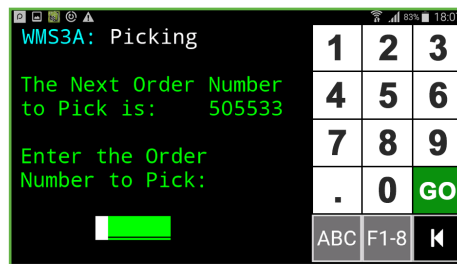 83% 18:0
WMS3A: Picking
The Next Order Number
to Pick is: 505533
Enter the Order
Number to Pick:
1 2 3
4 5 6
7 8 9
. 0 GO
ABC F1-8